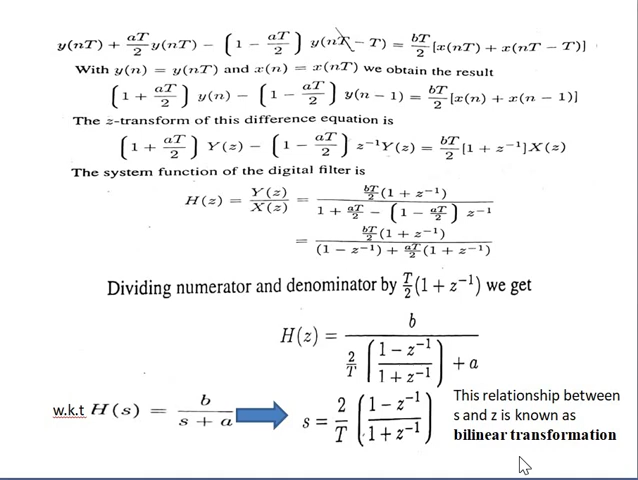 y(nT) + aT/2 y(nT) − (1 − aT/2) y(nT − T) = bT/2 [x(nT) + x(nT − T)]
With y(n) = y(nT) and x(n) = x(nT) we obtain the result
(1 + aT/2) y(n) − (1 − aT/2) y(n − 1) = bT/2 [x(n) + x(n − 1)]
The z-transform of this difference equation is
(1 + aT/2) Y(z) − (1 − aT/2) z⁻¹Y(z) = bT/2 [1 + z⁻¹]X(z)
The system function of the digital filter is
H(z) = Y(z)/X(z) = bT/2 (1 + z⁻¹) / 1 + aT/2 − (1 − aT/2) z⁻¹
= bT/2 (1 + z⁻¹) / (1 − z⁻¹) + aT/2 (1 + z⁻¹)
Dividing numerator and denominator by T/2 (1 + z⁻¹) we get
H(z) = b / 2/T (1 − z⁻¹ / 1 + z⁻¹) + a
w.k.t H(s) = b / s + a
s = 2/T (1 − z⁻¹ / 1 + z⁻¹)
This relationship between
s and z is known as
bilinear transformation